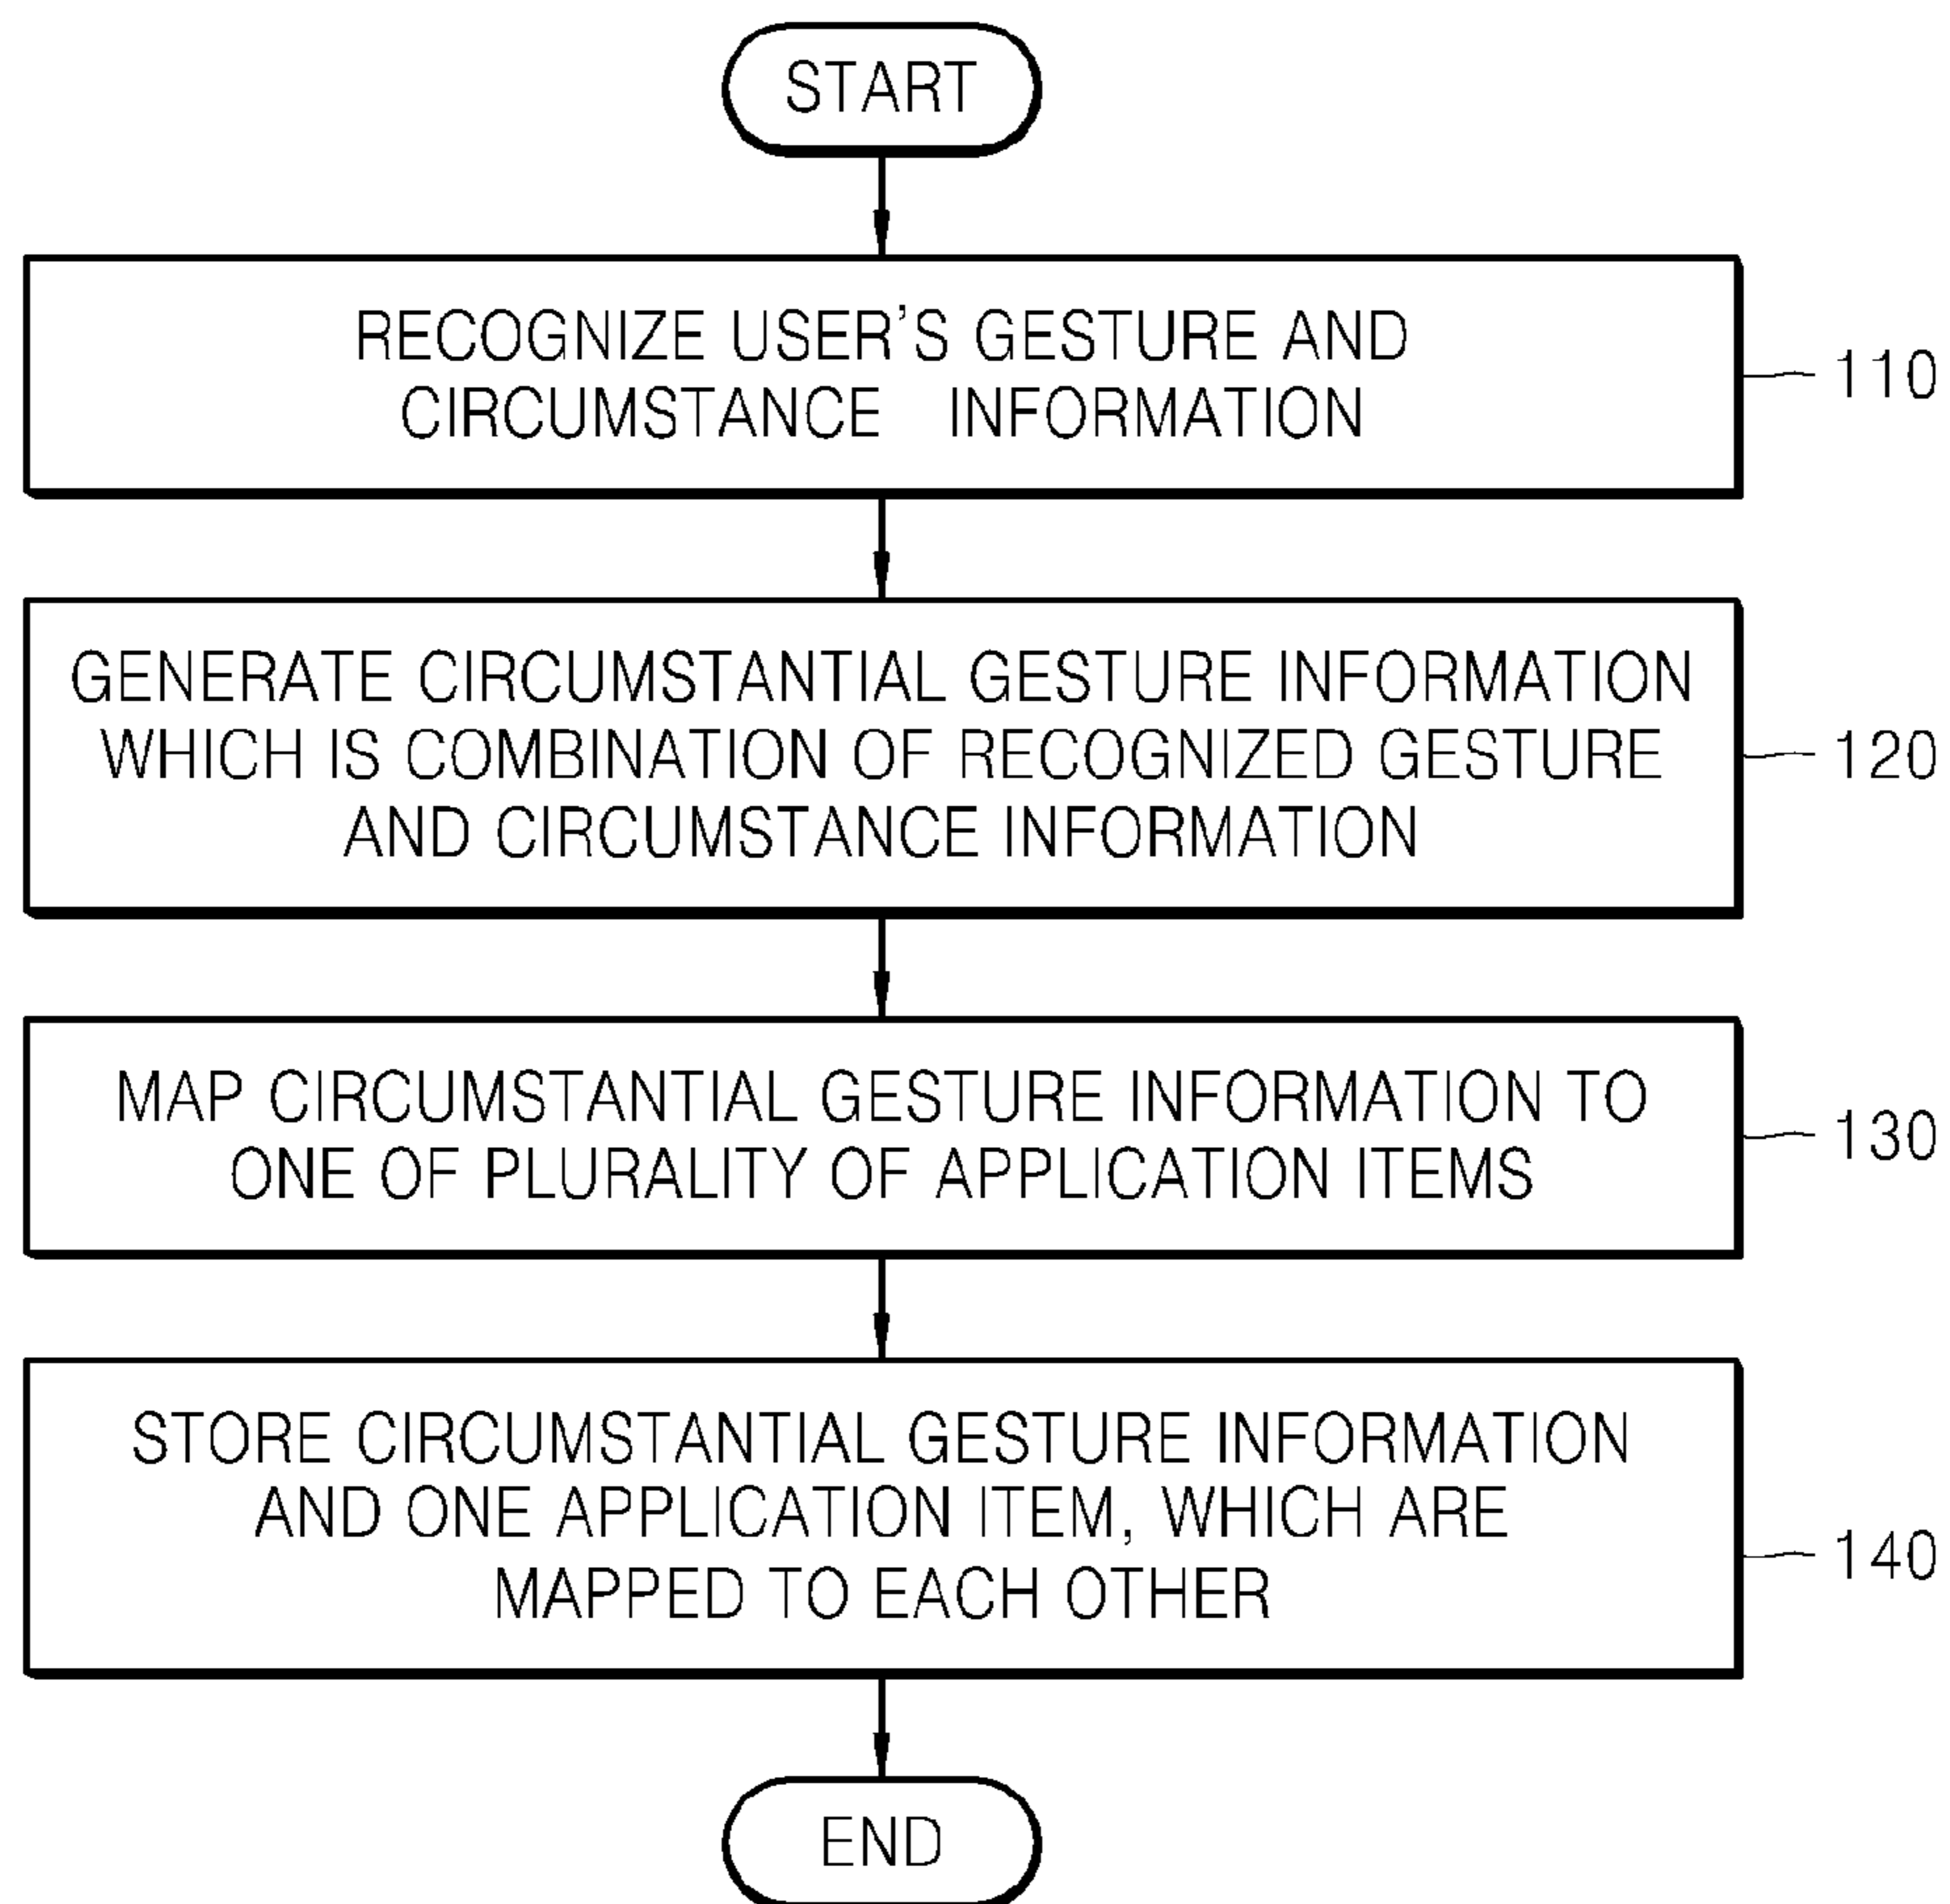 START
RECOGNIZE USER'S GESTURE AND
CIRCUMSTANCE INFORMATION
110
GENERATE CIRCUMSTANTIAL GESTURE INFORMATION
WHICH IS COMBINATION OF RECOGNIZED GESTURE
AND CIRCUMSTANCE INFORMATION
120
MAP CIRCUMSTANTIAL GESTURE INFORMATION TO
ONE OF PLURALITY OF APPLICATION ITEMS
130
STORE CIRCUMSTANTIAL GESTURE INFORMATION
AND ONE APPLICATION ITEM, WHICH ARE
MAPPED TO EACH OTHER
140
END